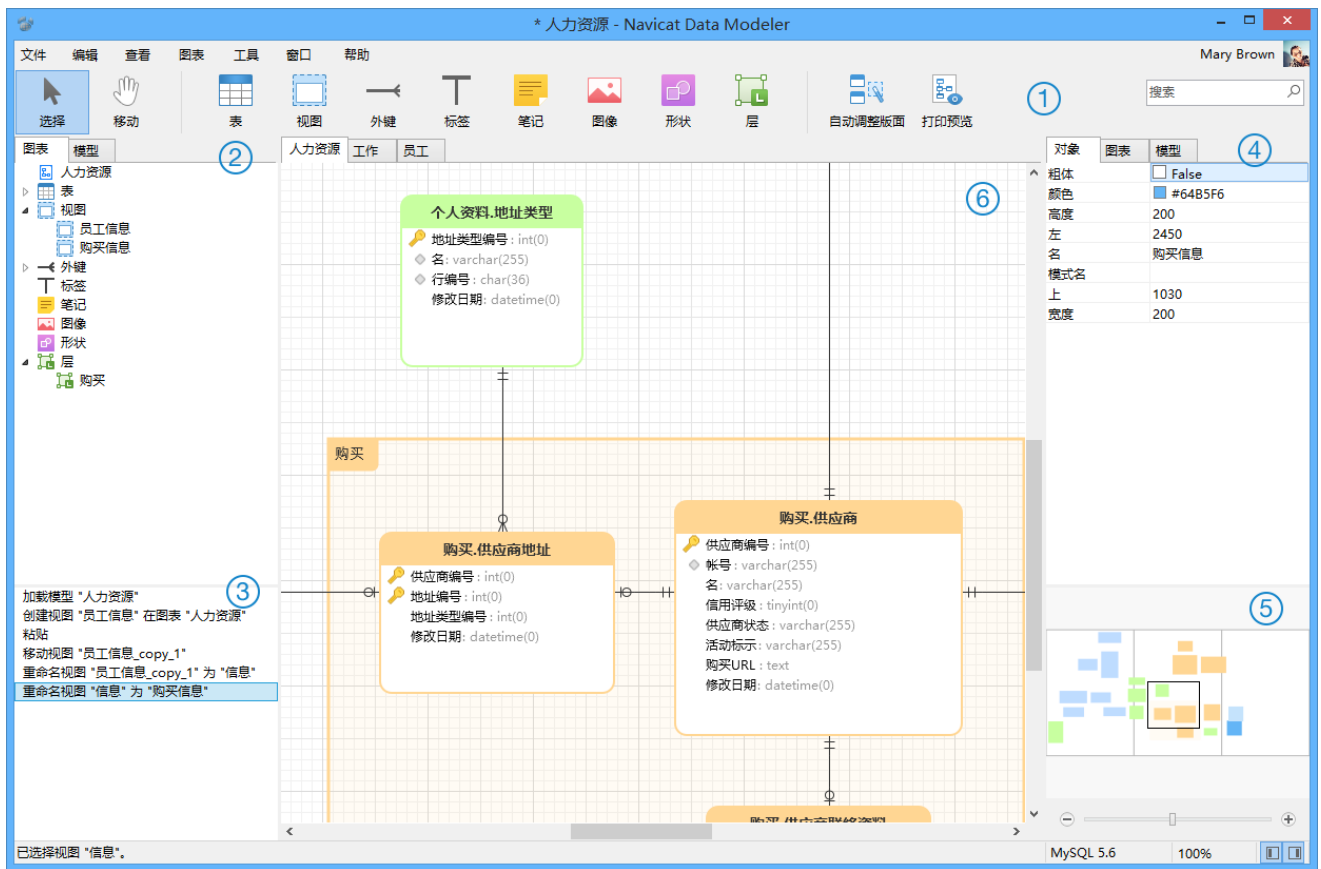 * 人力资源 - Navicat Data Modeler
文件 编辑 查看 图表 工具 窗口 帮助
Mary Brown
选择 移动 表 视图 外键 标签 笔记 图像 形状 层 自动调整版面 打印预览
①
搜索
图表 模型
②
人力资源
表
视图
员工信息
购买信息
外键
标签
笔记
图像
形状
层
购买
③
加载模型 "人力资源"
创建视图 "员工信息" 在图表 "人力资源"
粘贴
移动视图 "员工信息_copy_1"
重命名视图 "员工信息_copy_1" 为 "信息"
重命名视图 "信息" 为 "购买信息"
人力资源 工作 员工
⑥
个人资料.地址类型
地址类型编号 : int(0)
名: varchar(255)
行编号 : char(36)
修改日期: datetime(0)
购买
购买.供应商地址
供应商编号 : int(0)
地址编号 : int(0)
地址类型编号 : int(0)
修改日期: datetime(0)
购买.供应商
供应商编号 : int(0)
帐号 : varchar(255)
名: varchar(255)
信用评级 : tinyint(0)
供应商状态 : varchar(255)
活动标示 : varchar(255)
购买URL : text
修改日期: datetime(0)
购买.供应商联络资料
对象 图表 模型
④
粗体 False
颜色 #64B5F6
高度 200
左 2450
名 购买信息
模式名
上 1030
宽度 200
⑤
已选择视图 "信息"。
MySQL 5.6
100%